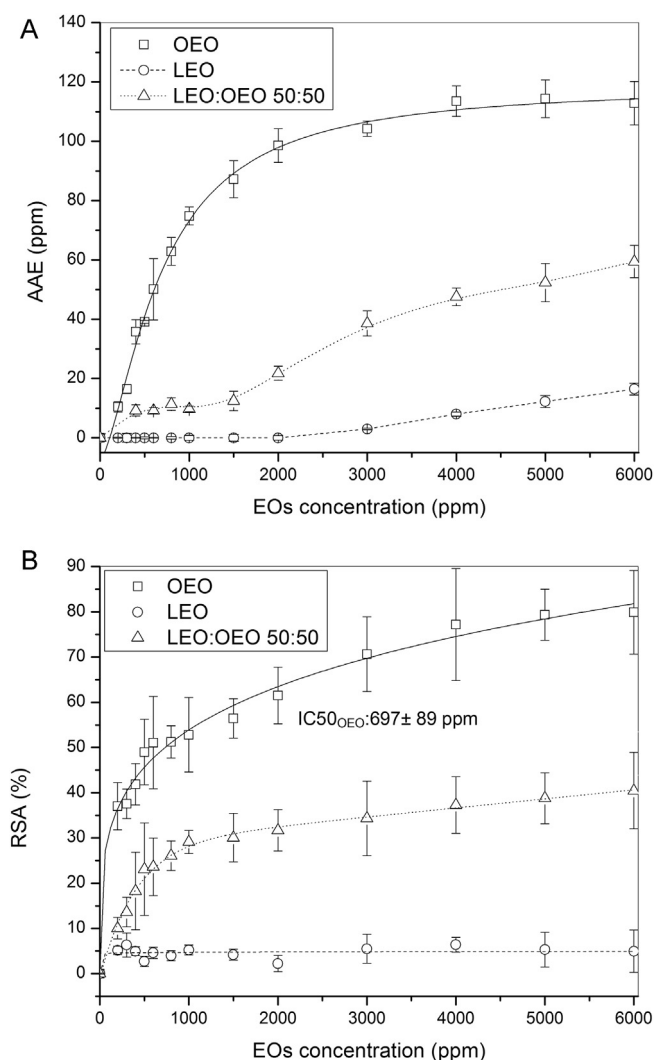 A
140
120
100
80
60
40
20
0
AAE (ppm)
OEO
LEO
LEO:OEO 50:50
0 1000 2000 3000 4000 5000 6000
EOs concentration (ppm)
B
90
80
70
60
50
40
30
20
10
0
RSA (%)
OEO
LEO
LEO:OEO 50:50
IC50OEO:697± 89 ppm
0 1000 2000 3000 4000 5000 6000
EOs concentration (ppm)